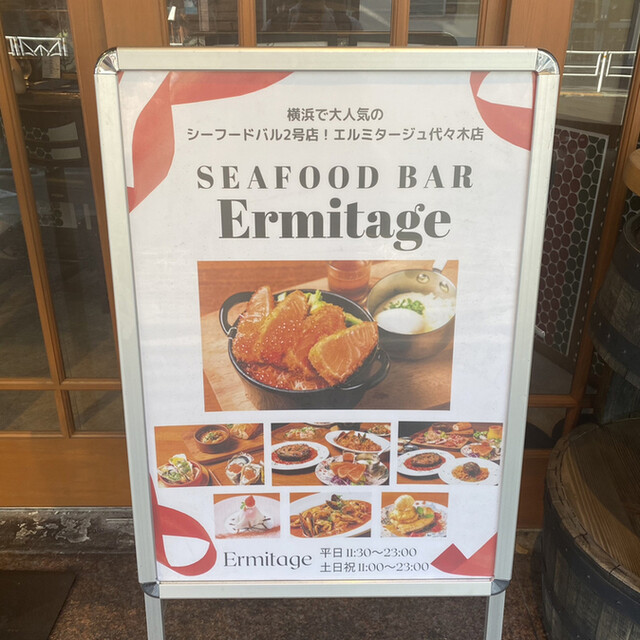 横浜で大人気の
シーフードバル2号店！エルミタージュ代々木店
SEAFOOD BAR
Ermitage
Ermitage 平日 11:30〜23:00
土日祝 11:00〜23:00